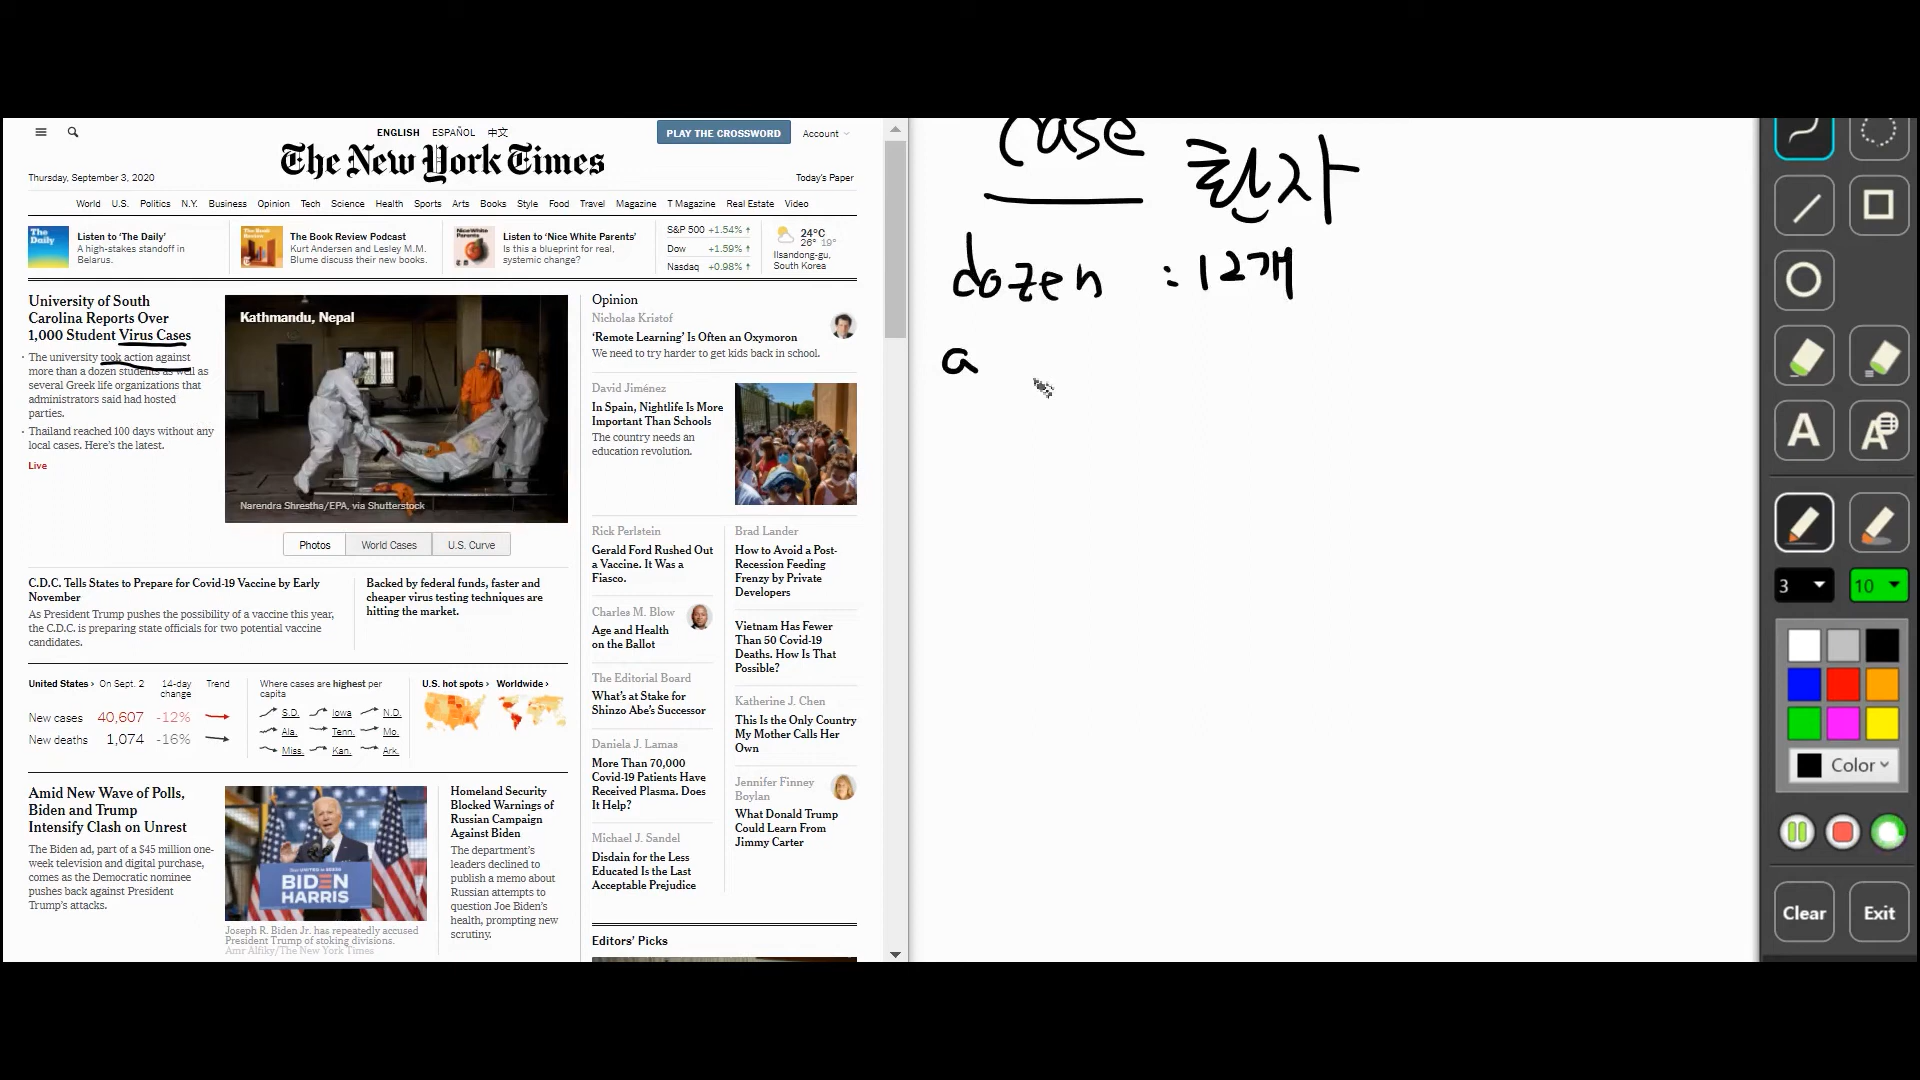 ENGLISH ESPAÑOL 中文
PLAY THE CROSSWORD
Account
The New York Times
Thursday, September 3, 2020
Today's Paper
World U.S. Politics N.Y. Business Opinion Tech Science Health Sports Arts Books Style Food Travel Magazine T Magazine Real Estate Video
The Daily
Listen to ‘The Daily’
A high-stakes standoff in
Belarus.
The Book Review Podcast
Kurt Andersen and Lesley M.M.
Blume discuss their new books.
Nice White Parents
Listen to ‘Nice White Parents’
Is this a blueprint for real,
systemic change?
S&P 500 +1.54% ↑
Dow +1.59% ↑
Nasdaq +0.98% ↑
24°C
26° 19°
Ilsandong-gu,
South Korea
University of South
Carolina Reports Over
1,000 Student Virus Cases
The university took action against
more than a dozen students as well as
several Greek life organizations that
administrators said had hosted
parties.
Thailand reached 100 days without any
local cases. Here’s the latest.
Live
Kathmandu, Nepal
Narendra Shrestha/EPA, via Shutterstock
Photos World Cases U.S. Curve
C.D.C. Tells States to Prepare for Covid-19 Vaccine by Early
November
As President Trump pushes the possibility of a vaccine this year,
the C.D.C. is preparing state officials for two potential vaccine
candidates.
Backed by federal funds, faster and
cheaper virus testing techniques are
hitting the market.
United States › On Sept. 2 14-day change Trend
New cases 40,607 -12%
New deaths 1,074 -16%
Where cases are highest per
capita
S.D. Iowa N.D.
Ala. Tenn. Mo.
Miss. Kan. Ark.
U.S. hot spots › Worldwide ›
Amid New Wave of Polls,
Biden and Trump
Intensify Clash on Unrest
The Biden ad, part of a $45 million one-
week television and digital purchase,
comes as the Democratic nominee
pushes back against President
Trump’s attacks.
BIDEN
HARRIS
Joseph R. Biden Jr. has repeatedly accused
President Trump of stoking divisions.
Amr Alfiky/The New York Times
Homeland Security
Blocked Warnings of
Russian Campaign
Against Biden
The department’s
leaders declined to
publish a memo about
Russian attempts to
question Joe Biden’s
health, prompting new
scrutiny.
Opinion
Nicholas Kristof
‘Remote Learning’ Is Often an Oxymoron
We need to try harder to get kids back in school.
David Jiménez
In Spain, Nightlife Is More
Important Than Schools
The country needs an
education revolution.
Rick Perlstein
Gerald Ford Rushed Out
a Vaccine. It Was a
Fiasco.
Charles M. Blow
Age and Health
on the Ballot
The Editorial Board
What’s at Stake for
Shinzo Abe’s Successor
Daniela J. Lamas
More Than 70,000
Covid-19 Patients Have
Received Plasma. Does
It Help?
Michael J. Sandel
Disdain for the Less
Educated Is the Last
Acceptable Prejudice
Brad Lander
How to Avoid a Post-
Recession Feeding
Frenzy by Private
Developers
Vietnam Has Fewer
Than 50 Covid-19
Deaths. How Is That
Possible?
Katherine J. Chen
This Is the Only Country
My Mother Calls Her
Own
Jennifer Finney
Boylan
What Donald Trump
Could Learn From
Jimmy Carter
Editors’ Picks
case 환자
dozen : 12개
a
A A
3 10
Color
Clear Exit